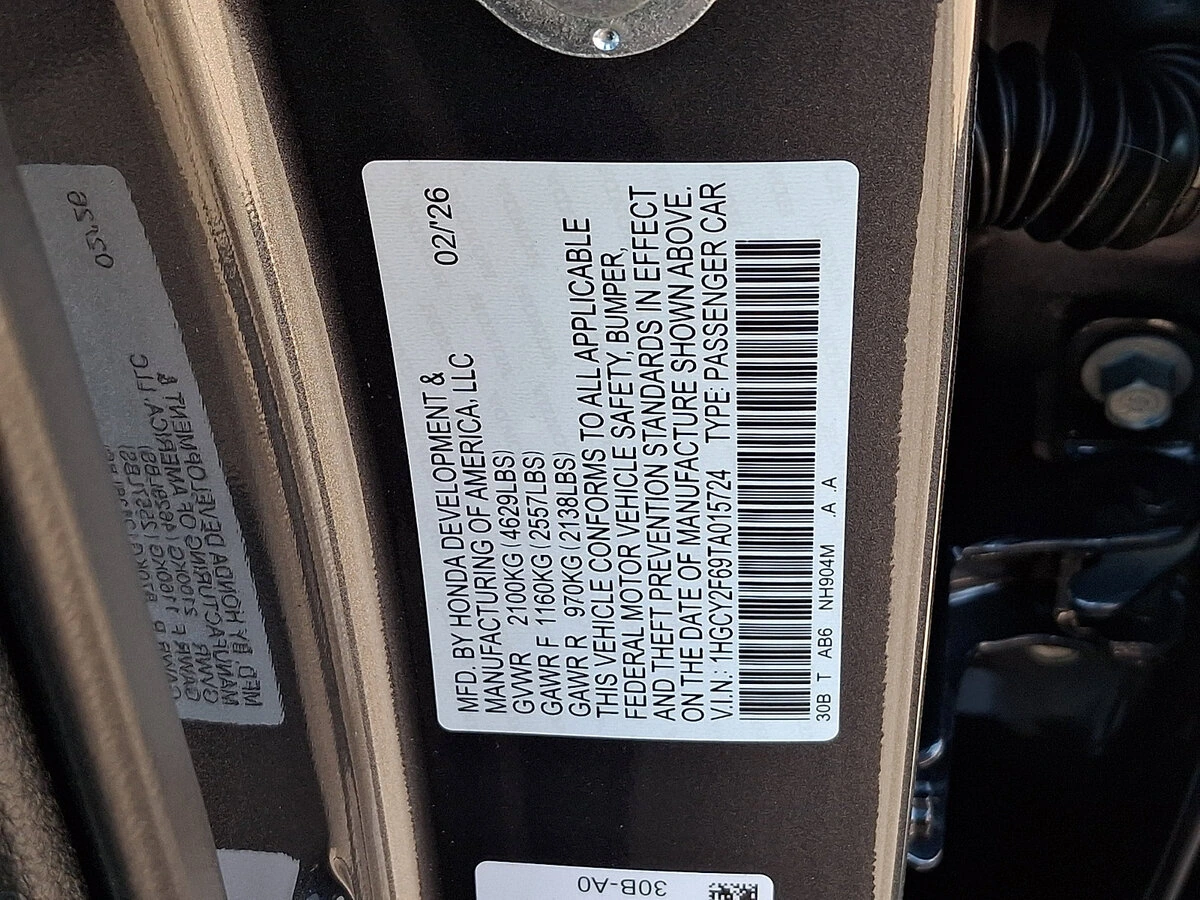 MFD. BY HONDA DEVELOPMENT &
MANUFACTURING OF AMERICA, LLC 02/'26
GVWR 2100KG (4629LBS)
GAWR F 1160KG (2557LBS)
GAWR R 970KG (2138LBS)
THIS VEHICLE CONFORMS TO ALL APPLICABLE
FEDERAL MOTOR VEHICLE SAFETY, BUMPER,
AND THEFT PREVENTION STANDARDS IN EFFECT
ON THE DATE OF MANUFACTURE SHOWN ABOVE.
V.I.N.: 1HGCY2F69TA015724 TYPE: PASSENGER CAR
30B T AB6 NH904M .A .A
30B-A0